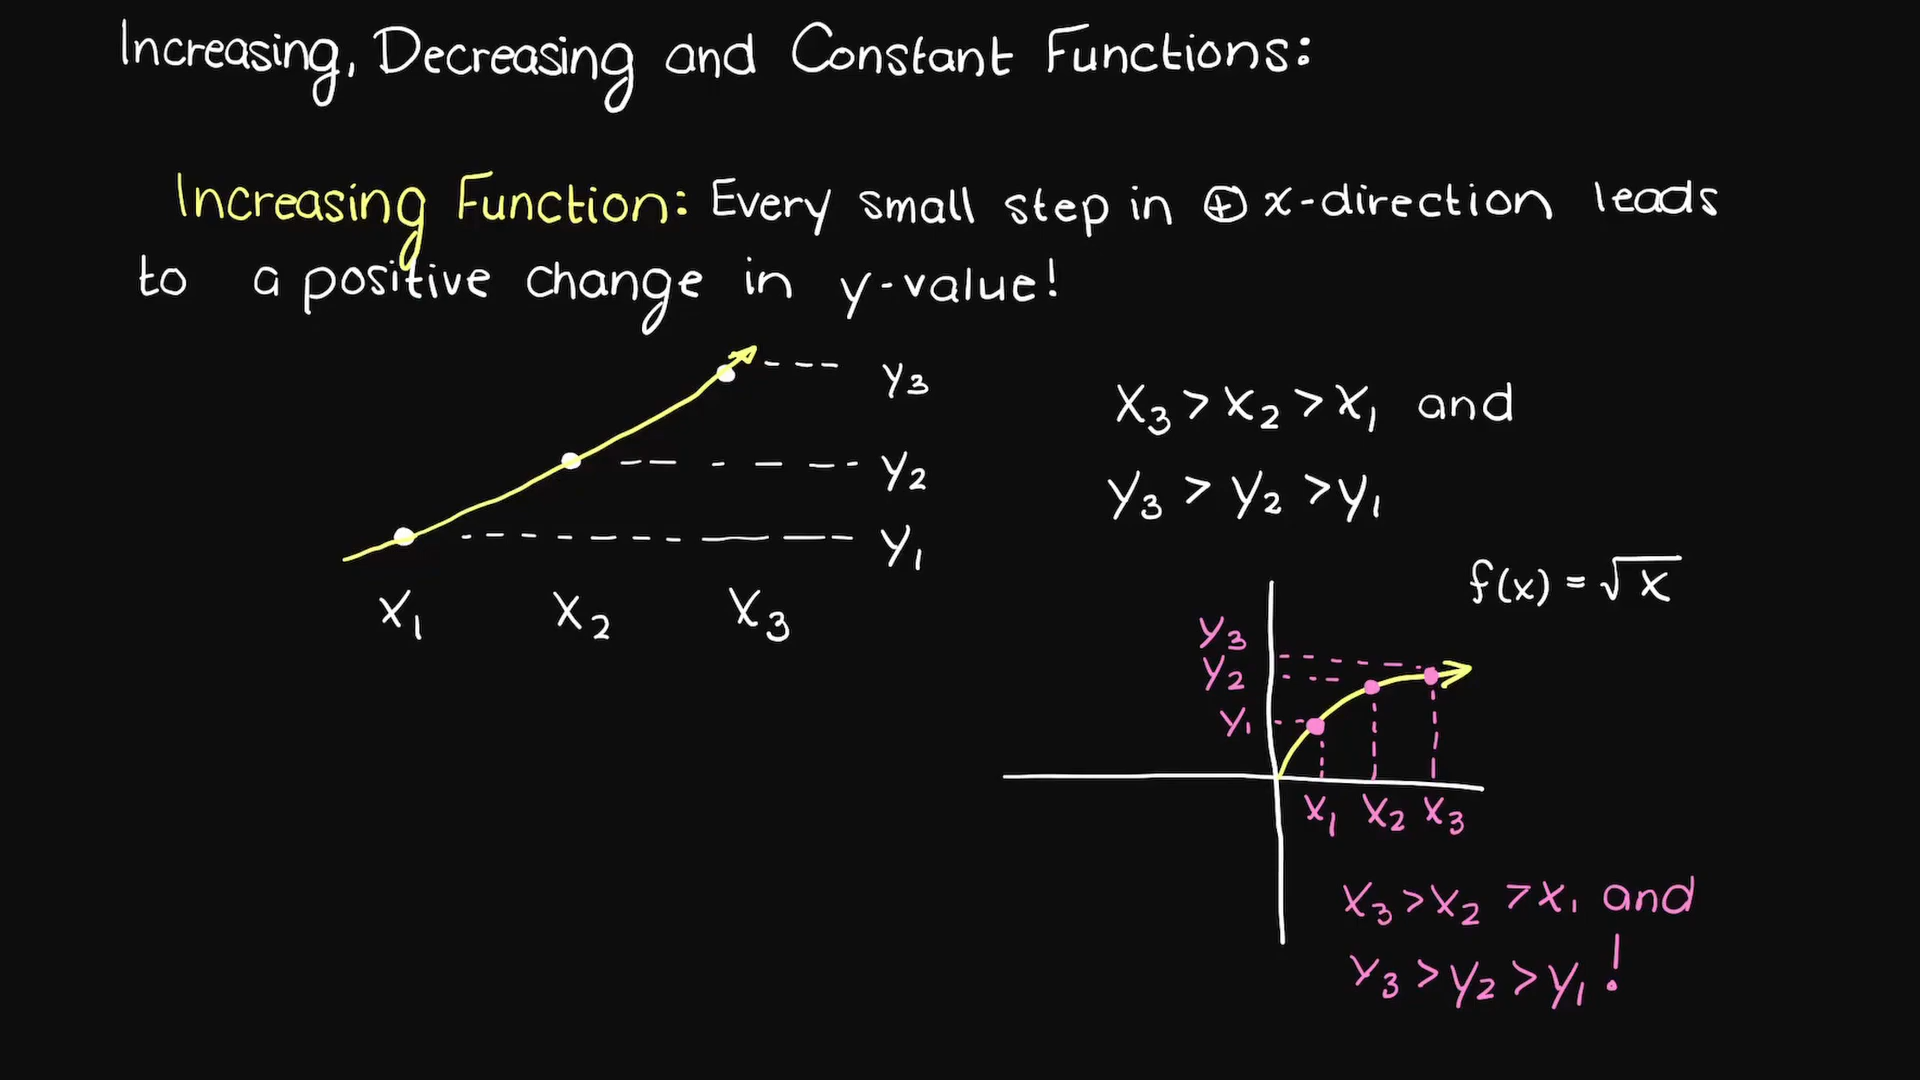 Increasing, Decreasing and Constant Functions:
Increasing Function: Every small step in ⊕ x-direction leads
to a positive change in y-value!
y₃
y₂
y₁
x₁ x₂ x₃
x₃ > x₂ > x₁ and
y₃ > y₂ > y₁
f(x) = √x
y₃
y₂
y₁
x₁ x₂ x₃
x₃ > x₂ > x₁ and
y₃ > y₂ > y₁!